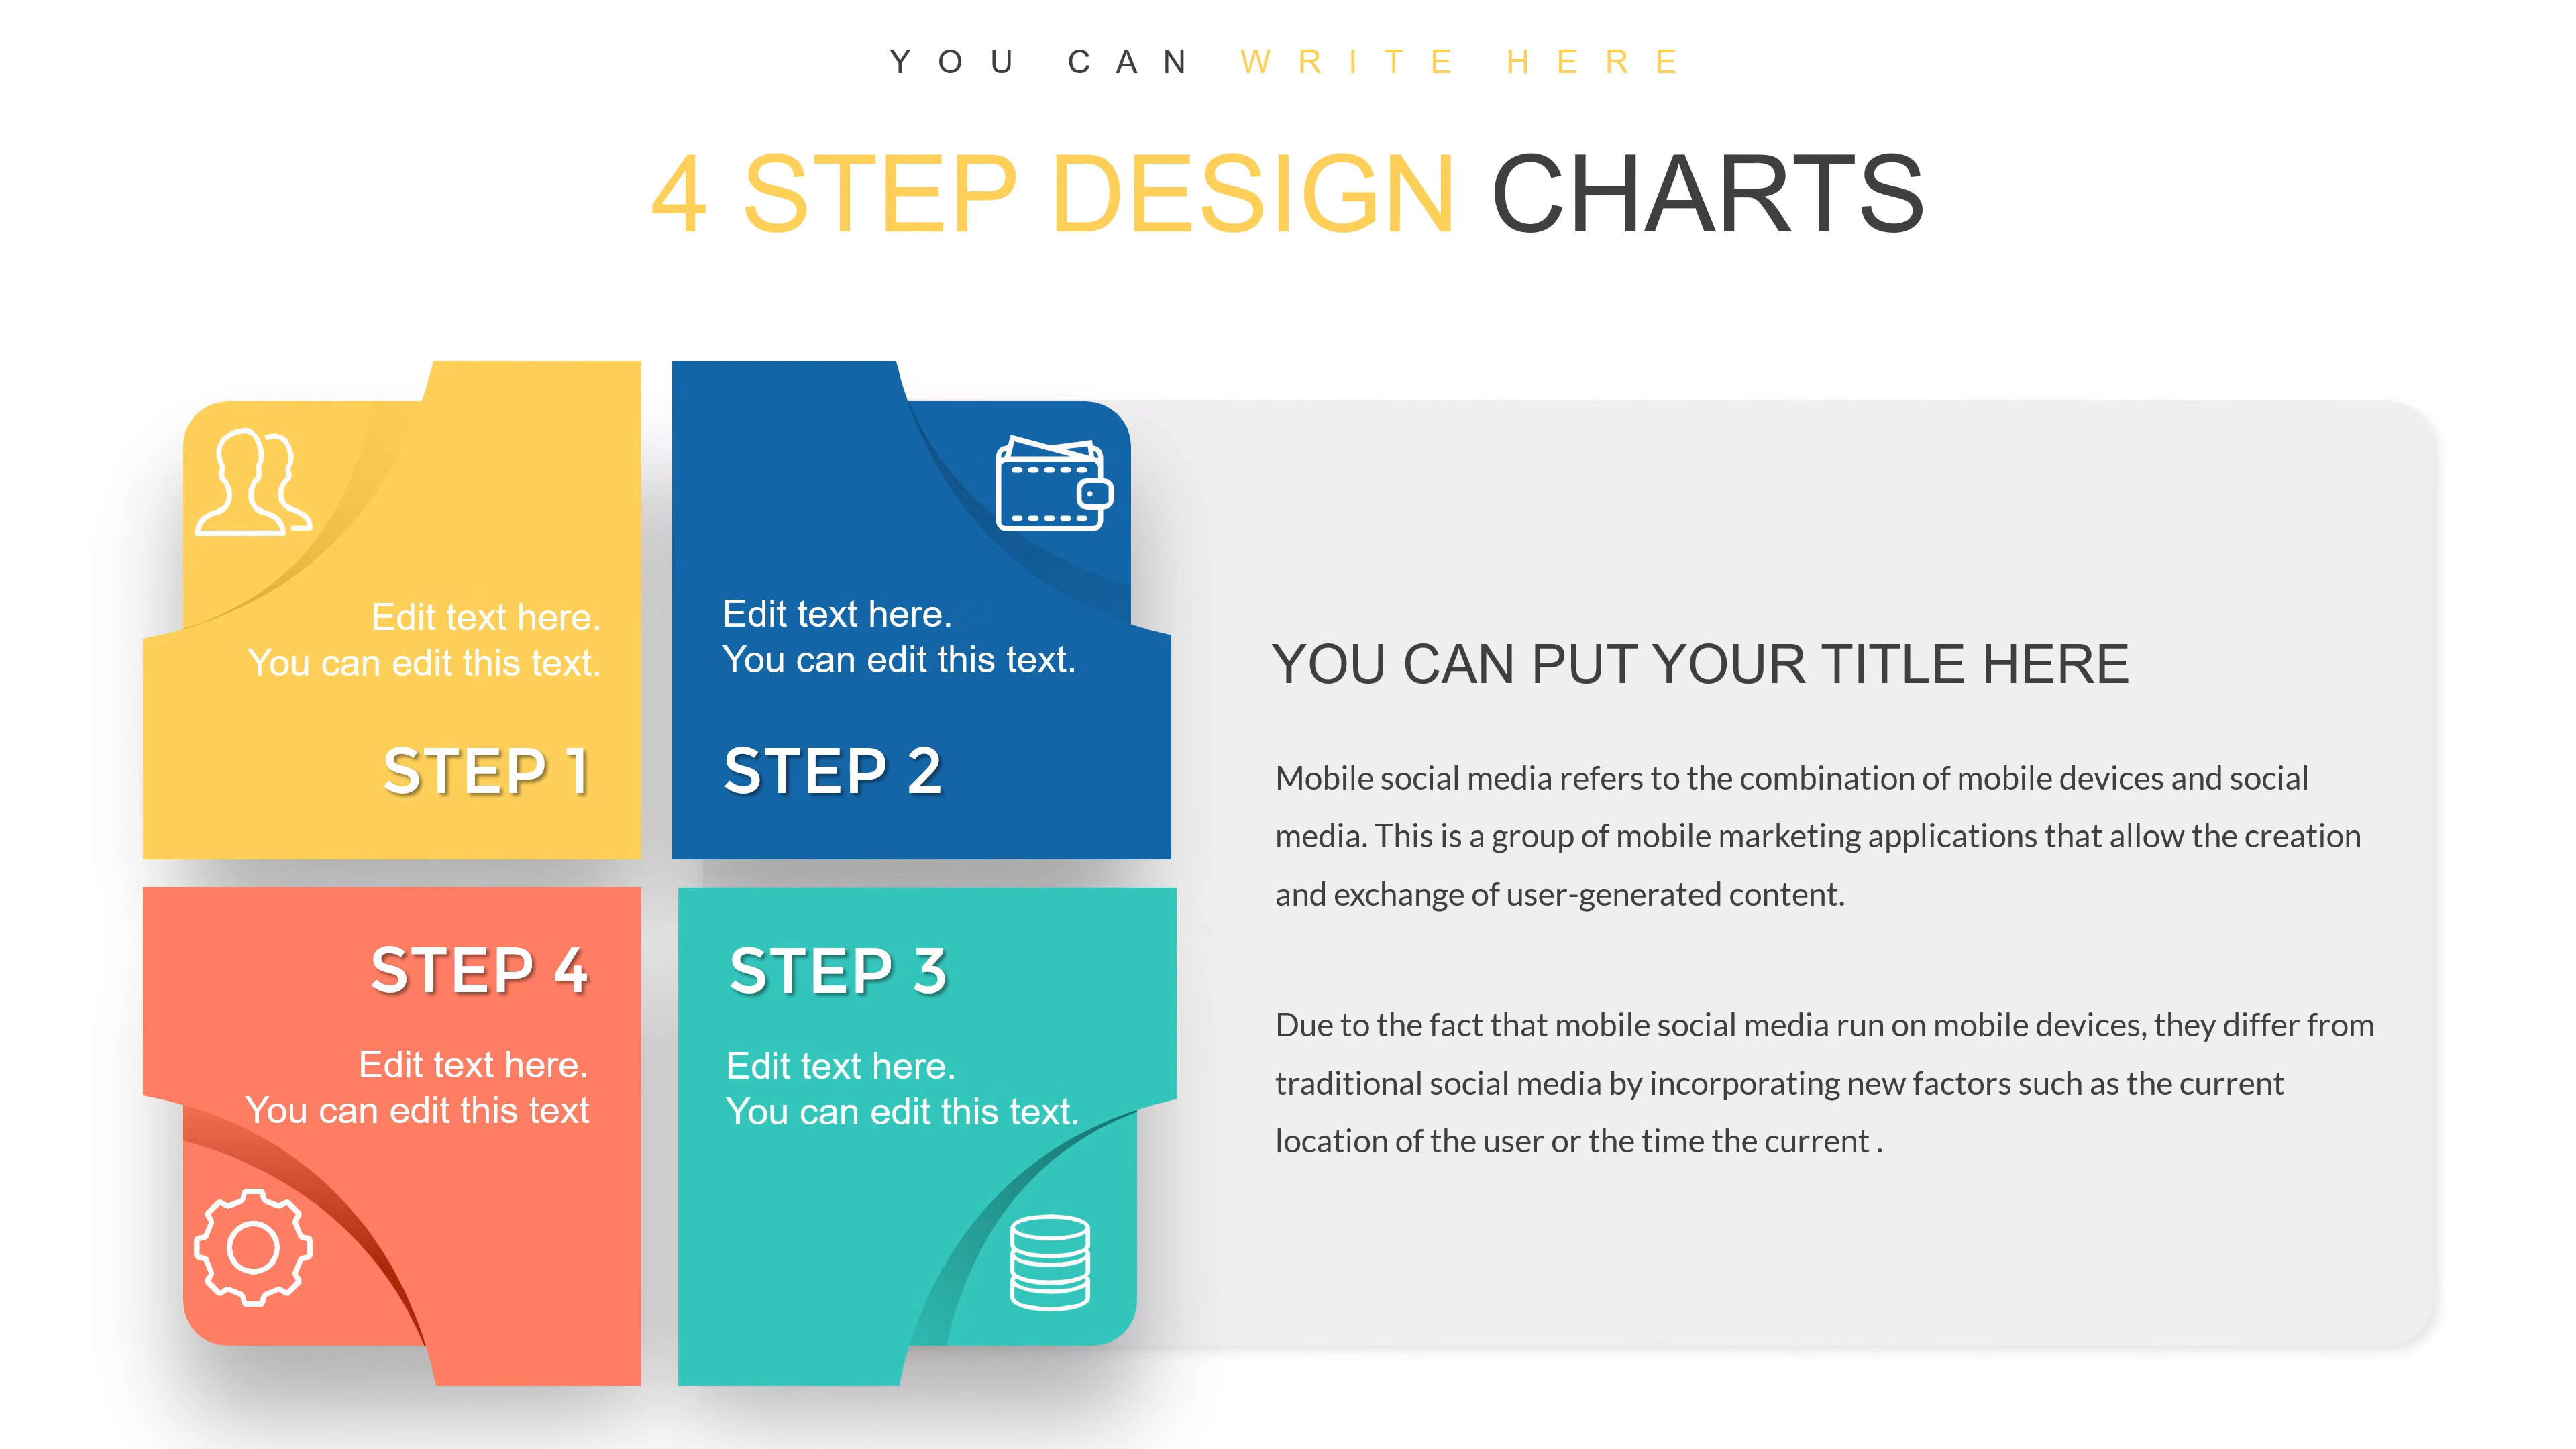 YOU CAN WRITE HERE
4 STEP DESIGN CHARTS
Edit text here.
You can edit this text.
STEP 1
Edit text here.
You can edit this text.
STEP 2
STEP 4
Edit text here.
You can edit this text
STEP 3
Edit text here.
You can edit this text.
YOU CAN PUT YOUR TITLE HERE
Mobile social media refers to the combination of mobile devices and social
media. This is a group of mobile marketing applications that allow the creation
and exchange of user-generated content.
Due to the fact that mobile social media run on mobile devices, they differ from
traditional social media by incorporating new factors such as the current
location of the user or the time the current .